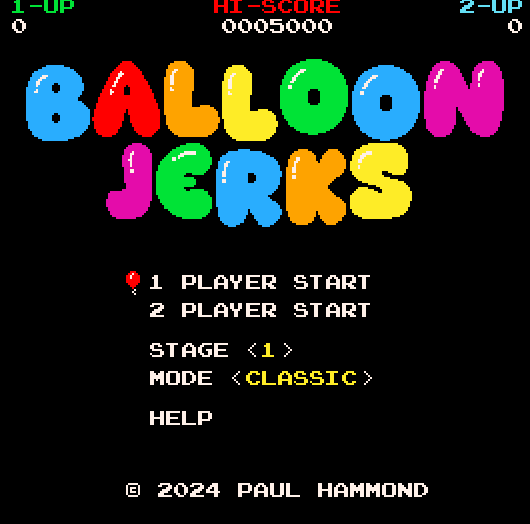 1-UP HI-SCORE 2-UP
0 0005000 0
BALLOON
JERKS
1 PLAYER START
2 PLAYER START
STAGE <1>
MODE <CLASSIC>
HELP
© 2024 PAUL HAMMOND